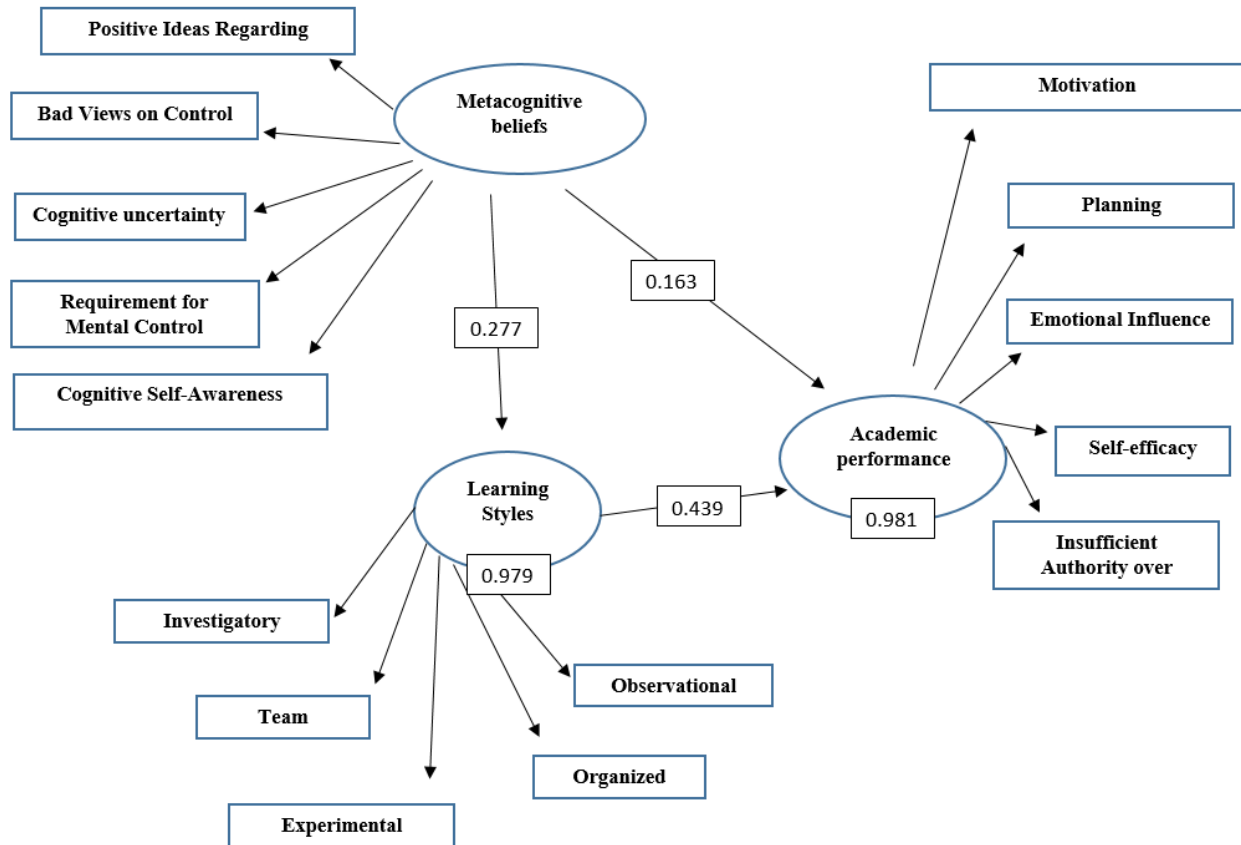 Positive Ideas Regarding
Bad Views on Control
Cognitive uncertainty
Requirement for
Mental Control
Cognitive Self-Awareness
Metacognitive
beliefs
0.277
0.163
Motivation
Planning
Emotional Influence
Self-efficacy
Insufficient
Authority over
Academic
performance
0.981
0.439
Learning
Styles
0.979
Investigatory
Team
Experimental
Organized
Observational